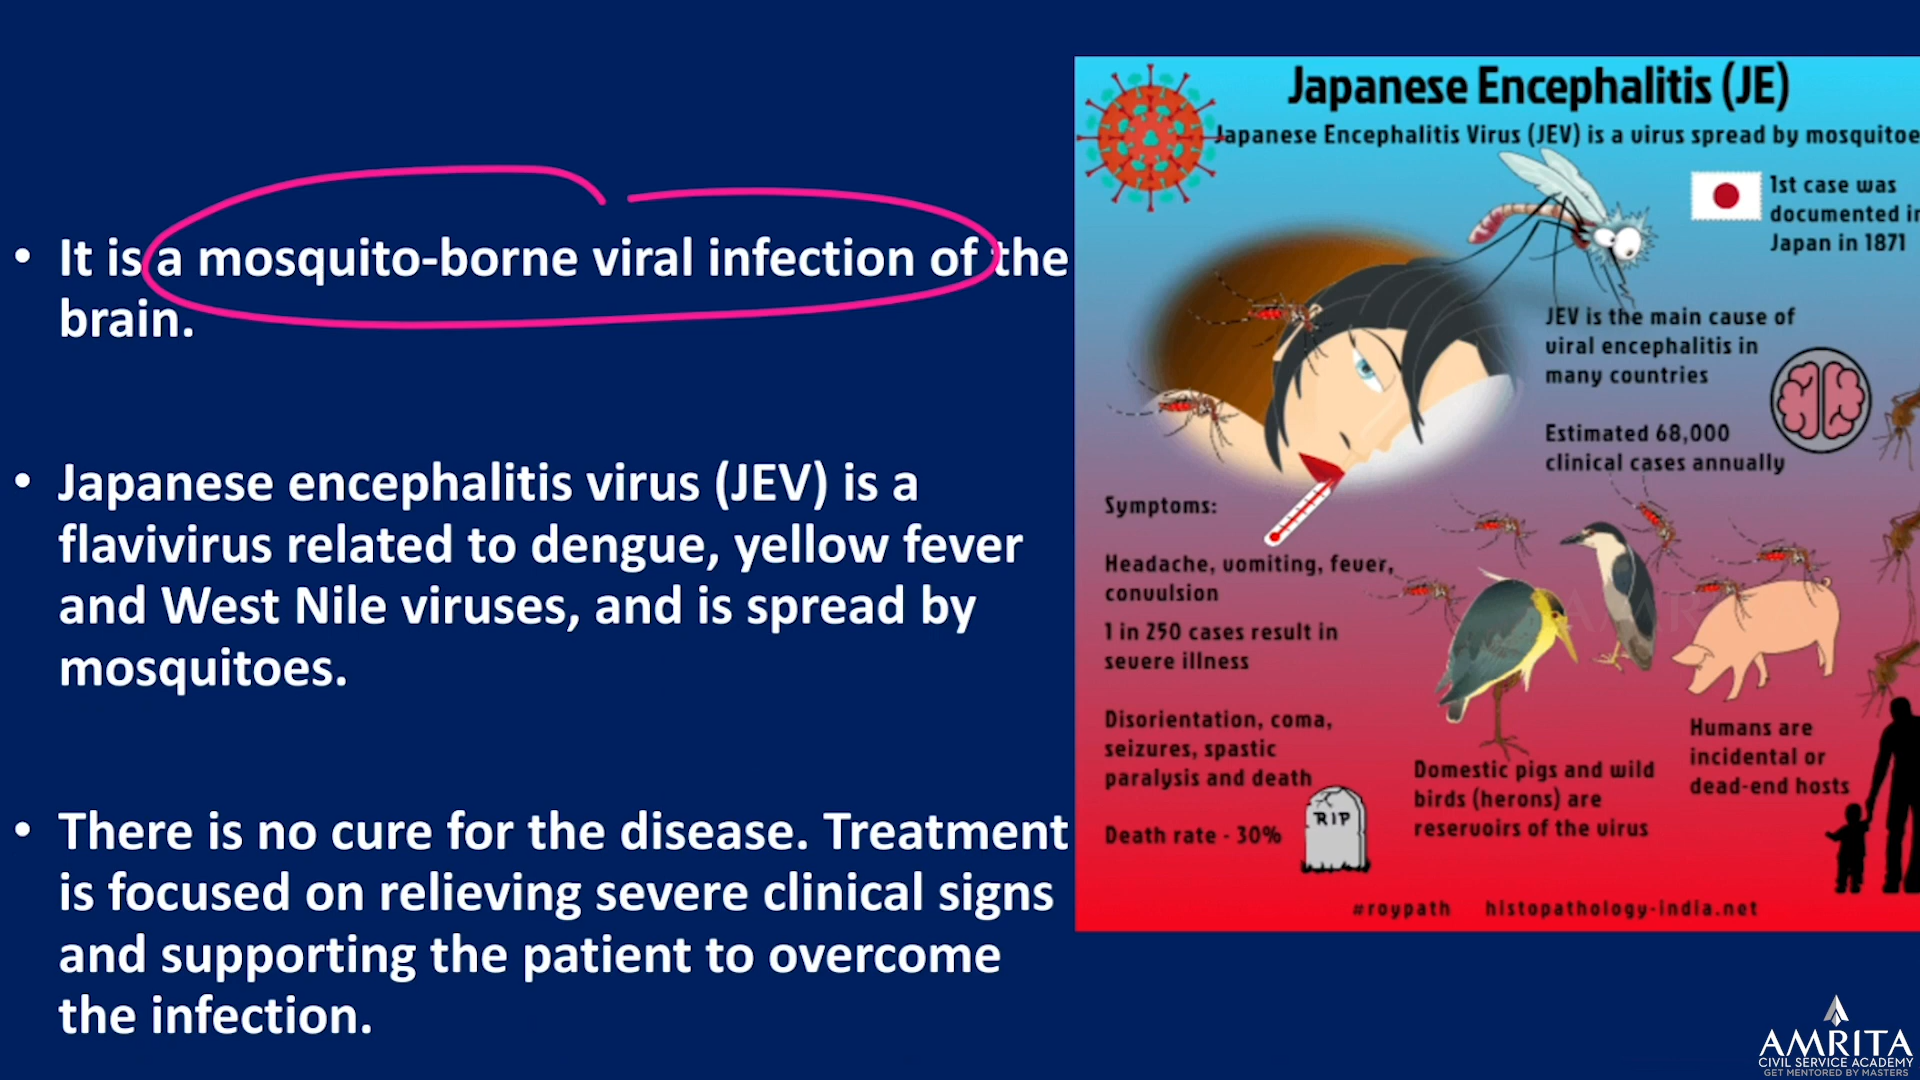 • It is a mosquito-borne viral infection of the
brain.
• Japanese encephalitis virus (JEV) is a
flavivirus related to dengue, yellow fever
and West Nile viruses, and is spread by
mosquitoes.
• There is no cure for the disease. Treatment
is focused on relieving severe clinical signs
and supporting the patient to overcome
the infection.
Japanese Encephalitis (JE)
Japanese Encephalitis Virus (JEV) is a virus spread by mosquitoe
1st case was
documented in
Japan in 1871
JEV is the main cause of
viral encephalitis in
many countries
Estimated 68,000
clinical cases annually
Symptoms:
Headache, vomiting, fever,
convulsion
1 in 250 cases result in
severe illness
Disorientation, coma,
seizures, spastic
paralysis and death
Death rate - 30%
RIP
Domestic pigs and wild
birds (herons) are
reservoirs of the virus
Humans are
incidental or
dead-end hosts
#roypath histopathology-india.net
AMRITA
CIVIL SERVICE ACADEMY
GET MENTORED BY MASTERS